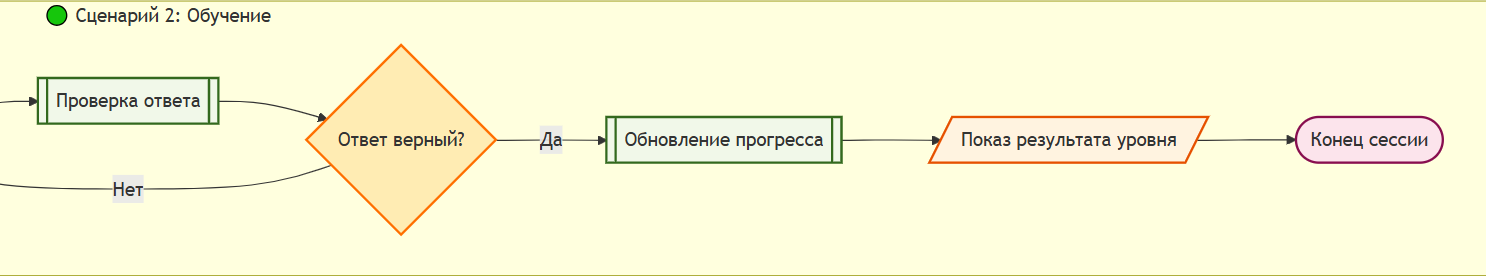 Сценарий 2: Обучение
Проверка ответа
Ответ верный?
Да
Обновление прогресса
Показ результата уровня
Конец сессии
Нет